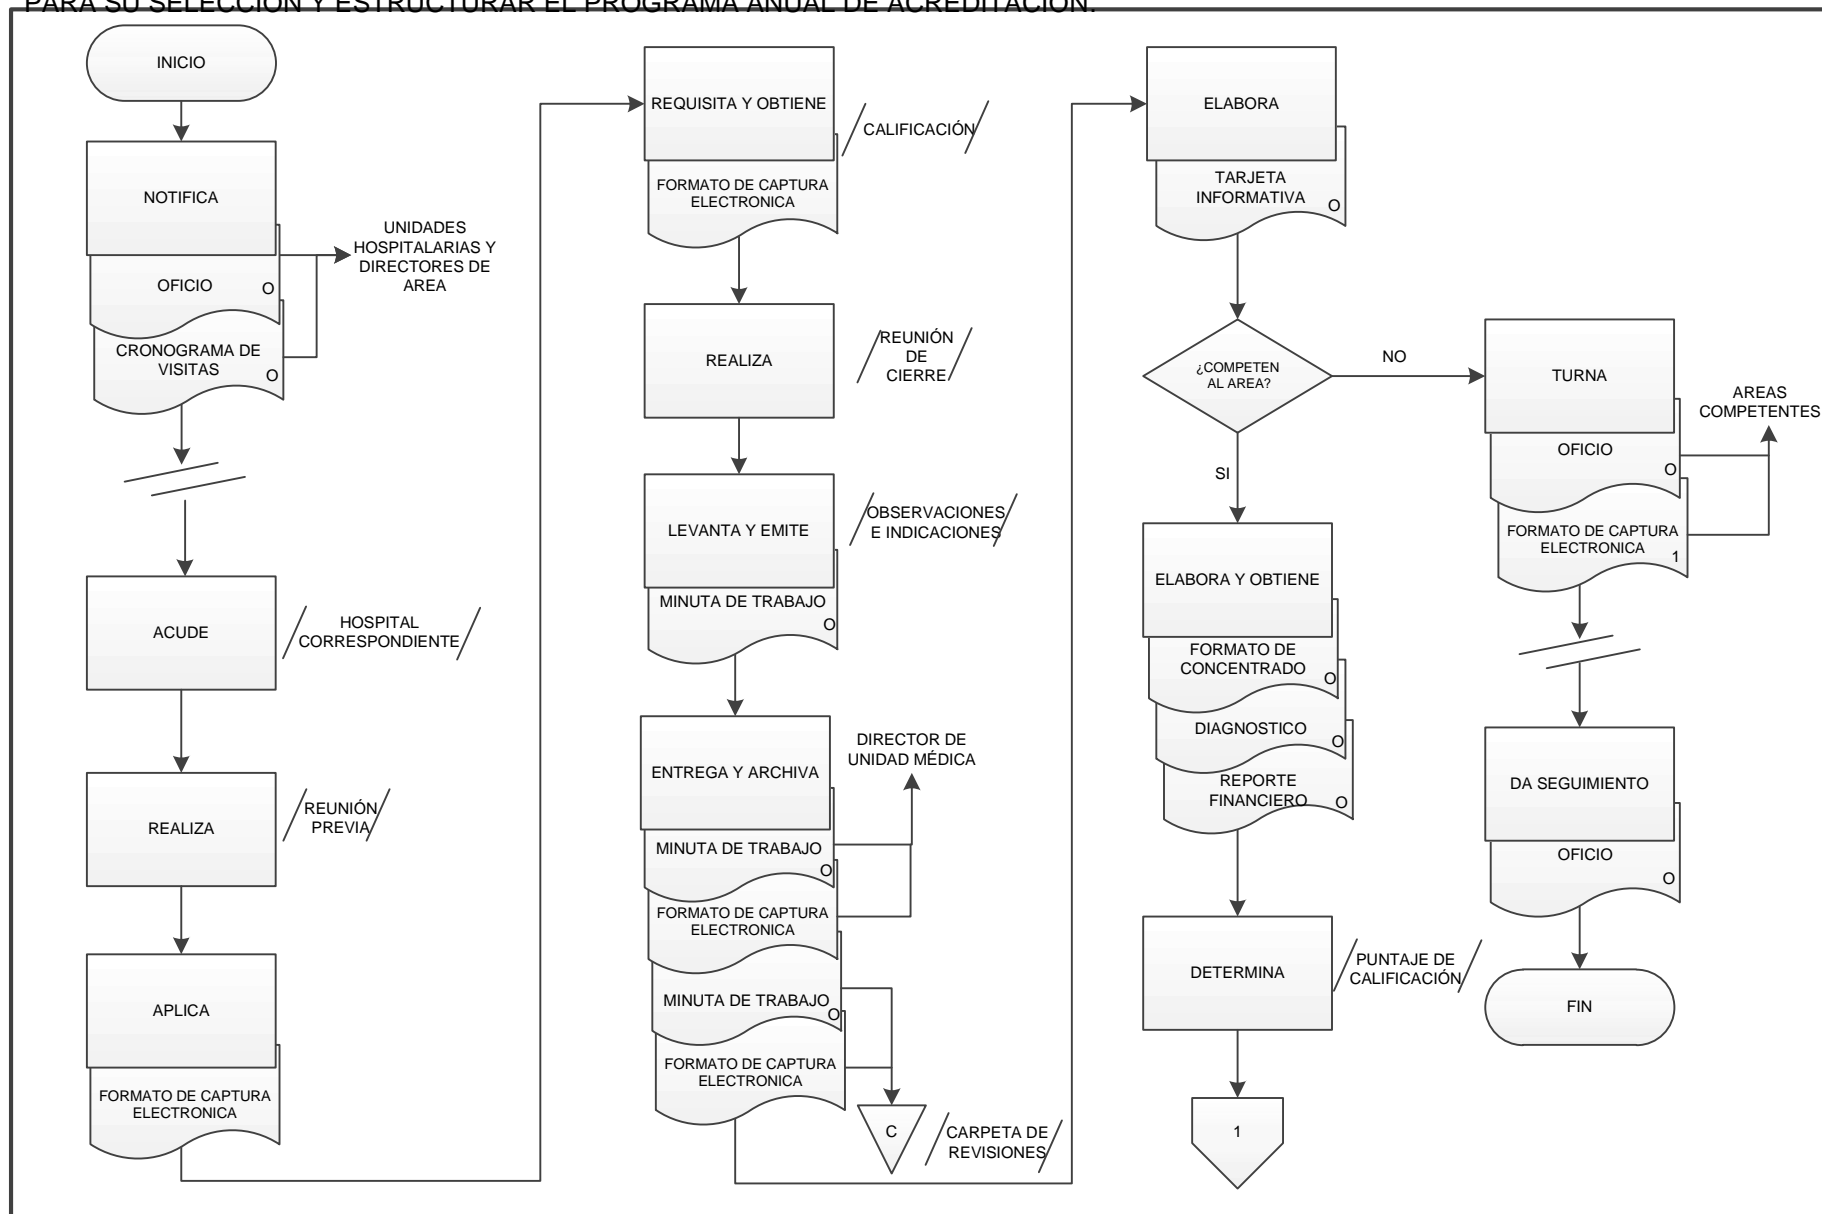 PARA SU SELECCIÓN Y ESTRUCTURAR EL PROGRAMA ANUAL DE ACREDITACIÓN.
INICIO
NOTIFICA
OFICIO
O
CRONOGRAMA DE
VISITAS
O
UNIDADES
HOSPITALARIAS Y
DIRECTORES DE
AREA
ACUDE
HOSPITAL
CORRESPONDIENTE
REALIZA
REUNIÓN
PREVIA
APLICA
FORMATO DE CAPTURA
ELECTRONICA
REQUISITA Y OBTIENE
CALIFICACIÓN
FORMATO DE CAPTURA
ELECTRONICA
REALIZA
REUNIÓN
DE
CIERRE
LEVANTA Y EMITE
OBSERVACIONES
E INDICACIONES
MINUTA DE TRABAJO
O
ENTREGA Y ARCHIVA
DIRECTOR DE
UNIDAD MÉDICA
MINUTA DE TRABAJO
O
FORMATO DE CAPTURA
ELECTRONICA
MINUTA DE TRABAJO
O
FORMATO DE CAPTURA
ELECTRONICA
C
CARPETA DE
REVISIONES
ELABORA
TARJETA
INFORMATIVA
O
¿COMPETEN
AL AREA?
NO
SI
ELABORA Y OBTIENE
FORMATO DE
CONCENTRADO
O
DIAGNOSTICO
O
REPORTE
FINANCIERO
O
DETERMINA
PUNTAJE DE
CALIFICACIÓN
1
TURNA
AREAS
COMPETENTES
OFICIO
O
FORMATO DE CAPTURA
ELECTRONICA
1
DA SEGUIMIENTO
OFICIO
O
FIN